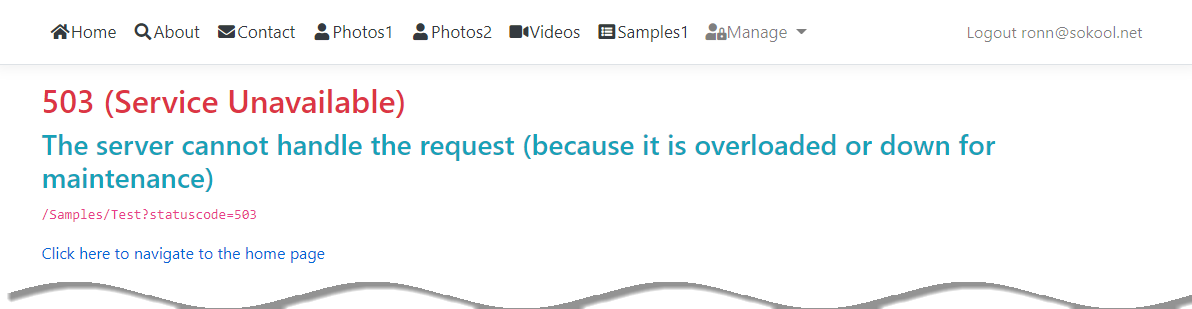 Home About Contact Photos1 Photos2 Videos Samples1 Manage Logout ronn@sokool.net
503 (Service Unavailable)
The server cannot handle the request (because it is overloaded or down for
maintenance)
/Samples/Test?statuscode=503
Click here to navigate to the home page